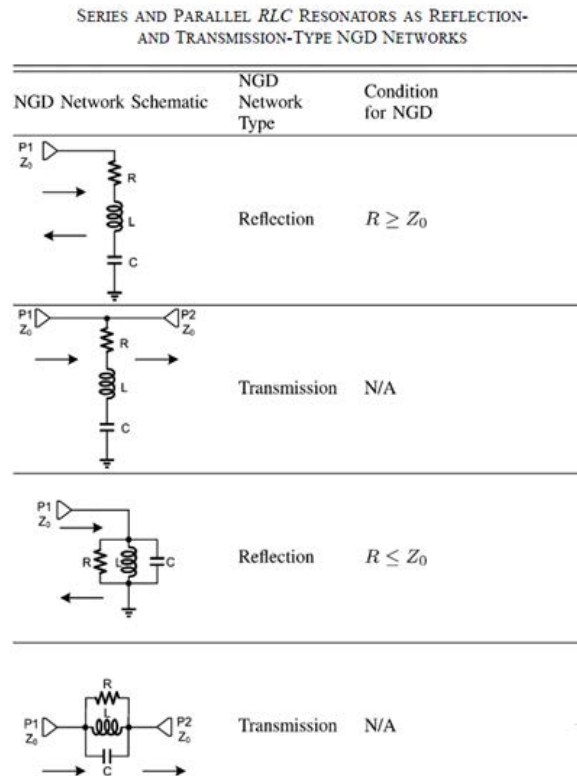 SERIES AND PARALLEL RLC RESONATORS AS REFLECTION-
AND TRANSMISSION-TYPE NGD NETWORKS
NGD Network Schematic
NGD
Network
Type
Condition
for NGD
P1
Z₀
R
L
C
Reflection
R ≥ Z₀
P1
Z₀
P2
Z₀
R
L
C
Transmission
N/A
P1
Z₀
R
L
C
Reflection
R ≤ Z₀
R
L
P1
Z₀
P2
Z₀
C
Transmission
N/A